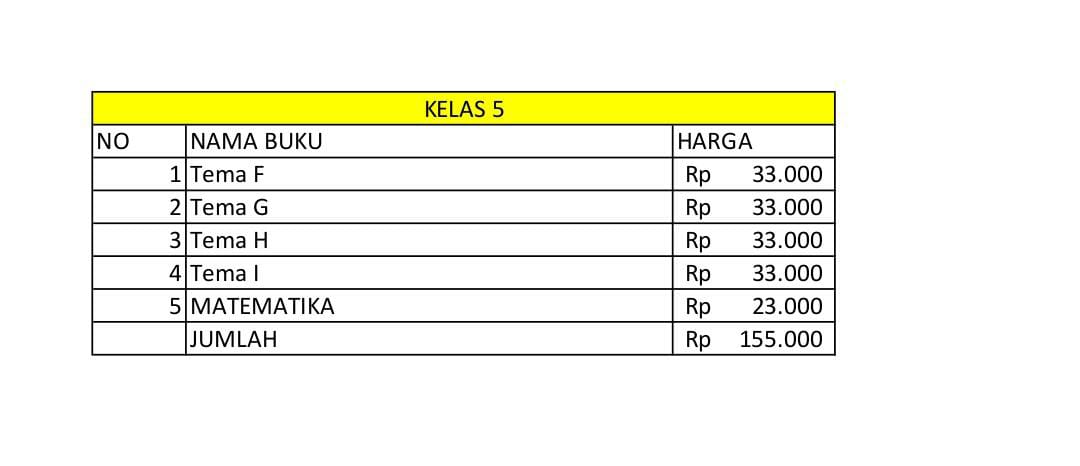 KELAS 5
NO NAMA BUKU HARGA
1 Tema F Rp 33.000
2 Tema G Rp 33.000
3 Tema H Rp 33.000
4 Tema I Rp 33.000
5 MATEMATIKA Rp 23.000
JUMLAH Rp 155.000